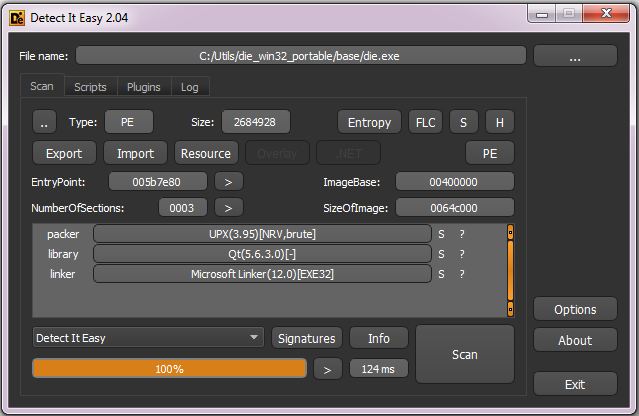 Detect It Easy 2.04
File name: C:/Utils/die_win32_portable/base/die.exe ...
Scan Scripts Plugins Log
.. Type: PE Size: 2684928 Entropy FLC S H
Export Import Resource Overlay .NET PE
EntryPoint: 005b7e80 > ImageBase: 00400000
NumberOfSections: 0003 > SizeOfImage: 0064c000
packer UPX(3.95)[NRV,brute] S ?
library Qt(5.6.3.0)[-] S ?
linker Microsoft Linker(12.0)[EXE32] S ?
Options
Detect It Easy Signatures Info Scan About
100% > 124 ms
Exit